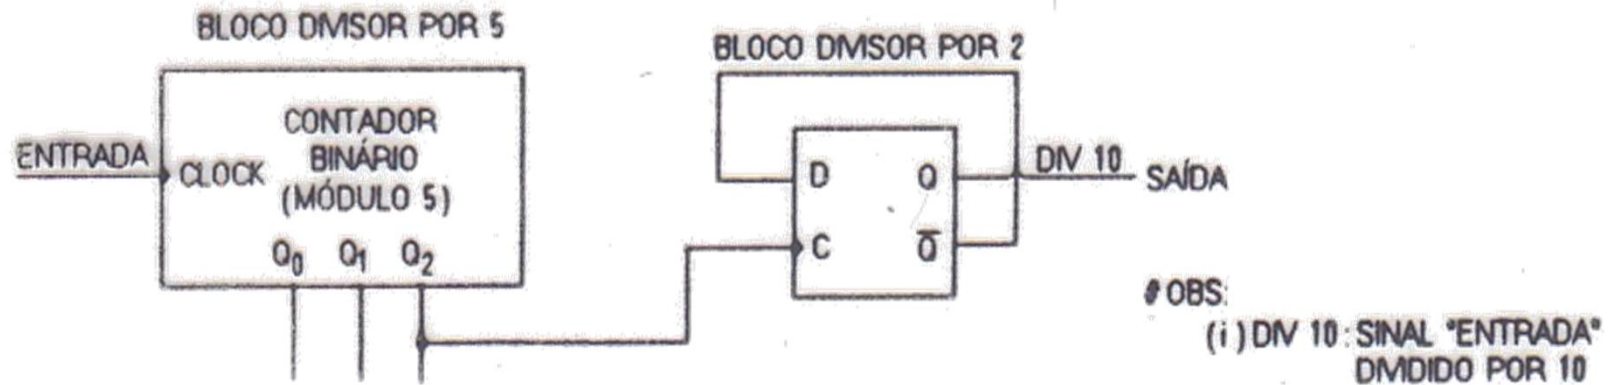 BLOCO DIVISOR POR 5
BLOCO DIVISOR POR 2
CONTADOR
BINÁRIO
(MÓDULO 5)
ENTRADA
CLOCK
Q0 Q1 Q2
D Q
C Q̅
DIV 10
SAÍDA
# OBS:
(i) DIV 10: SINAL "ENTRADA"
DIVIDIDO POR 10